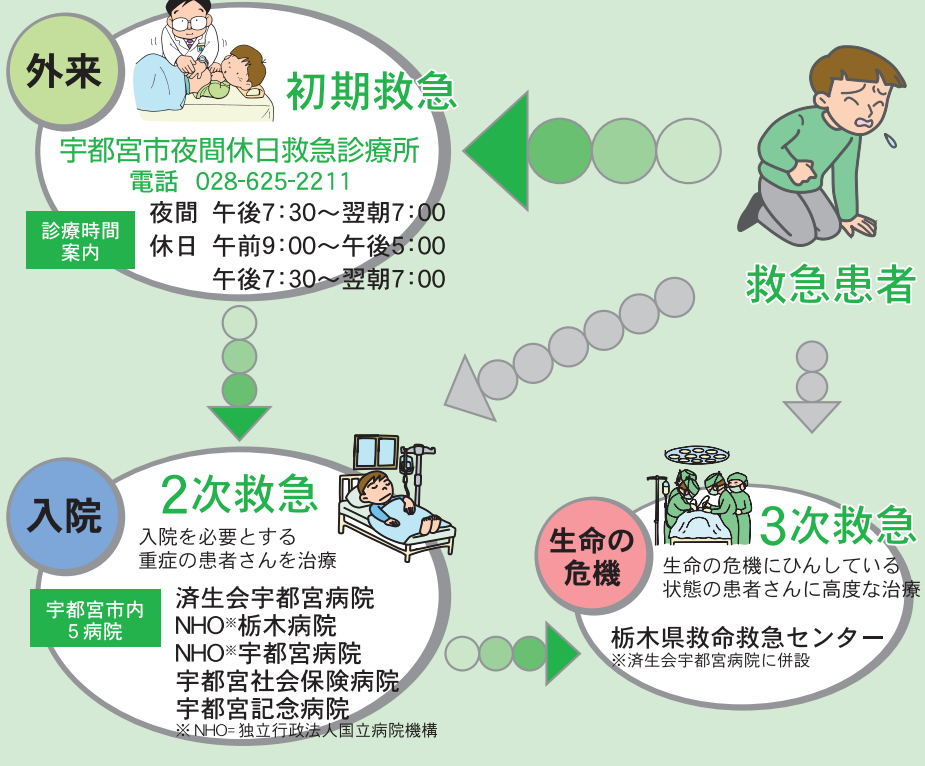 外来
初期救急
宇都宮市夜間休日救急診療所
電話 028-625-2211
診療時間
案内
夜間 午後7:30～翌朝7:00
休日 午前9:00～午後5:00
午後7:30～翌朝7:00
救急患者
入院
2次救急
入院を必要とする
重症の患者さんを治療
宇都宮市内
5病院
済生会宇都宮病院
NHO※栃木病院
NHO※宇都宮病院
宇都宮社会保険病院
宇都宮記念病院
※NHO=独立行政法人国立病院機構
生命の
危機
3次救急
生命の危機にひんしている
状態の患者さんに高度な治療
栃木県救命救急センター
※済生会宇都宮病院に併設